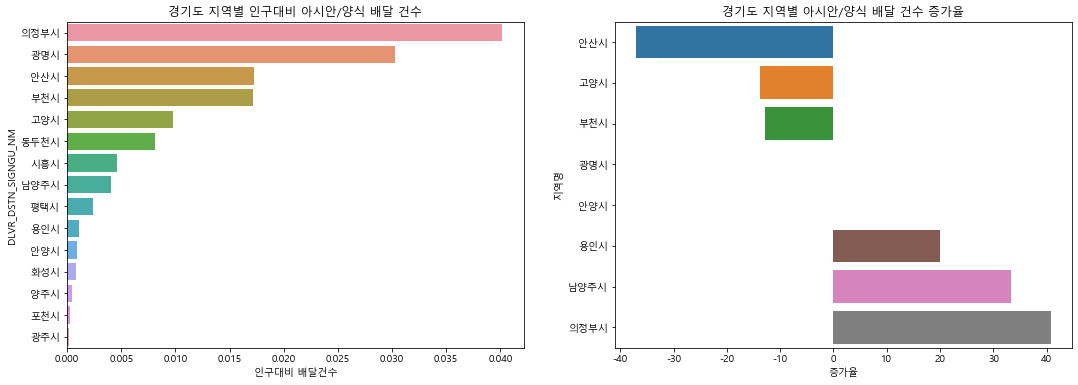 경기도 지역별 인구대비 아시안/양식 배달 건수
DLVR_DSTN_SIGNGU_NM
의정부시
광명시
안산시
부천시
고양시
동두천시
시흥시
남양주시
평택시
용인시
안양시
화성시
양주시
포천시
광주시
0.000 0.005 0.010 0.015 0.020 0.025 0.030 0.035 0.040
인구대비 배달건수
경기도 지역별 아시안/양식 배달 건수 증가율
지역명
안산시
고양시
부천시
광명시
안양시
용인시
남양주시
의정부시
-40 -30 -20 -10 0 10 20 30 40
증가율